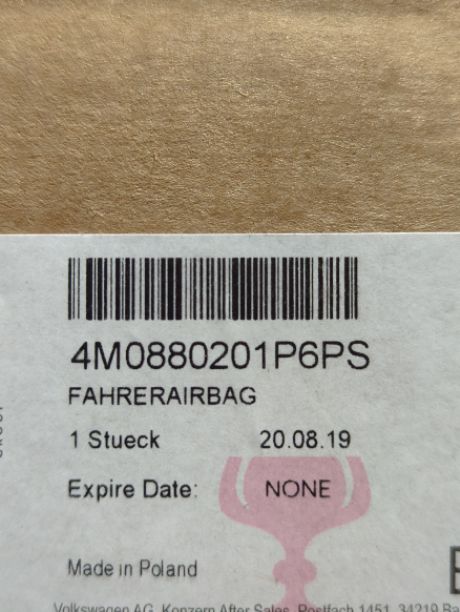 4M0880201P6PS
FAHRERAIRBAG
1 Stueck 20.08.19
Expire Date: NONE
Made in Poland
Volkswagen AG, Konzern After Sales, Postfach 1451, 34219 Ba